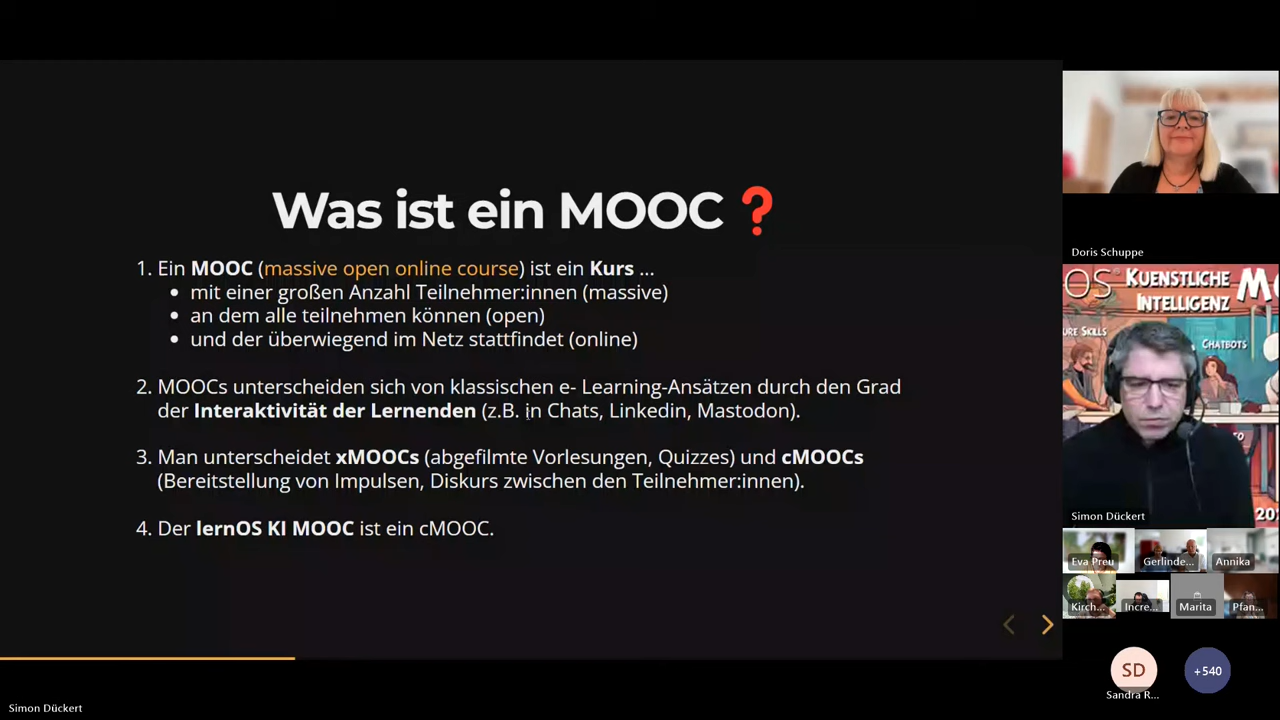 Was ist ein MOOC ❓
1. Ein MOOC (massive open online course) ist ein Kurs ...
• mit einer großen Anzahl Teilnehmer:innen (massive)
• an dem alle teilnehmen können (open)
• und der überwiegend im Netz stattfindet (online)
2. MOOCs unterscheiden sich von klassischen e- Learning-Ansätzen durch den Grad
der Interaktivität der Lernenden (z.B. in Chats, Linkedin, Mastodon).
3. Man unterscheidet xMOOCs (abgefilmte Vorlesungen, Quizzes) und cMOOCs
(Bereitstellung von Impulsen, Diskurs zwischen den Teilnehmer:innen).
4. Der lernOS KI MOOC ist ein cMOOC.
Doris Schuppe
OS KUENSTLICHE MO
INTELLIGENZ
URE SKILLS
CHATBOTS
Simon Dückert
20
Eva Preu
Gerlinde...
Annika
Kirch...
Incre...
Marita
Pfan...
SD
+540
Sandra R...
Simon Dückert